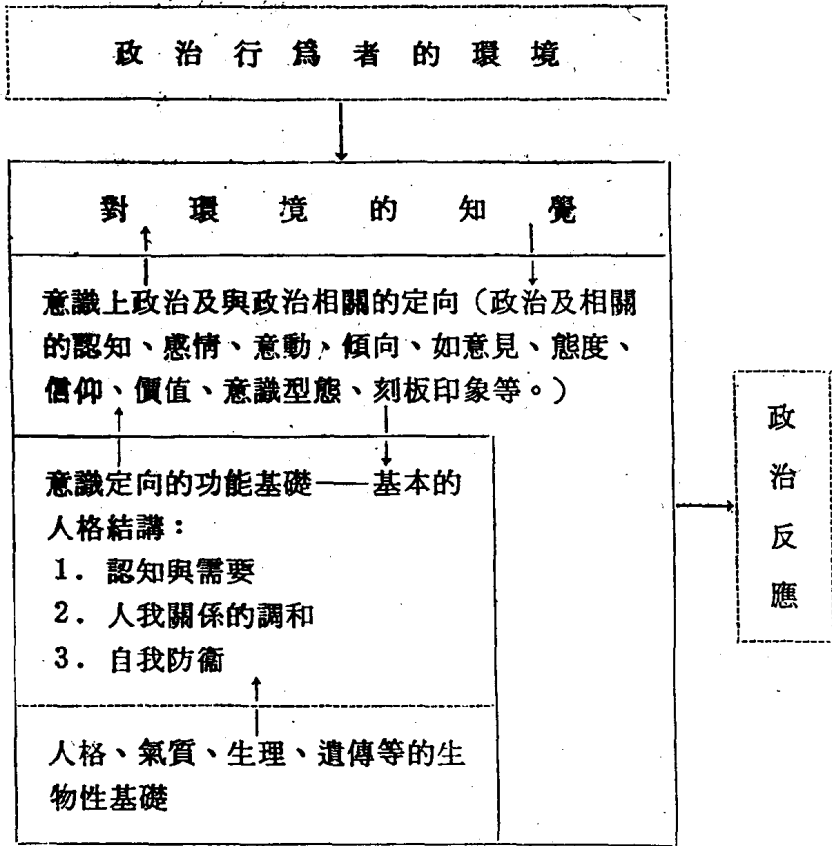 政治行爲者的環境
對環境的知覺
意識上政治及與政治相關的定向（政治及相關
的認知、感情、意動、傾向、如意見、態度、
信仰、價值、意識型態、刻板印象等。）
意識定向的功能基礎——基本的
人格結講：
1. 認知與需要
2. 人我關係的調和
3. 自我防衞
人格、氣質、生理、遺傳等的生
物性基礎
政治反應